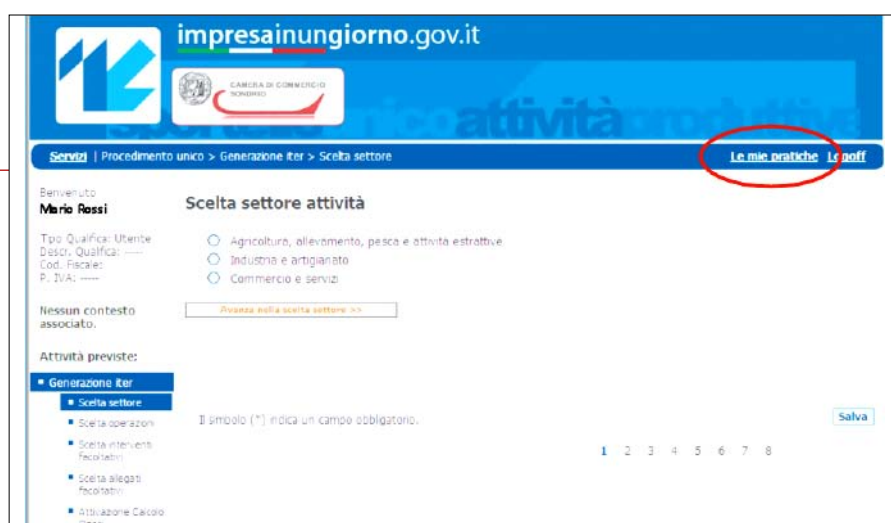 impresainungiorno.gov.it
CAMERA DI COMMERCIO
SONDRIO
sportellounicoattivitàproduttive
Servizi | Procedimento unico > Generazione iter > Scelta settore
Le mie pratiche Logoff
Benvenuto
Mario Rossi
Tipo Qualifica: Utente
Descr. Qualifica: -----
Cod. Fiscale:
P. IVA: -----
Nessun contesto
associato.
Attività previste:
Generazione iter
Scelta settore
Scelta operazioni
Scelta interventi
facoltativi
Scelta allegati
facoltativi
Attivazione Calcolo
Scelta settore attività
Agricoltura, allevamento, pesca e attività estrattive
Industria e artigianato
Commercio e servizi
Avanza nella scelta settore >>
Il simbolo (*) indica un campo obbligatorio.
Salva
1 2 3 4 5 6 7 8